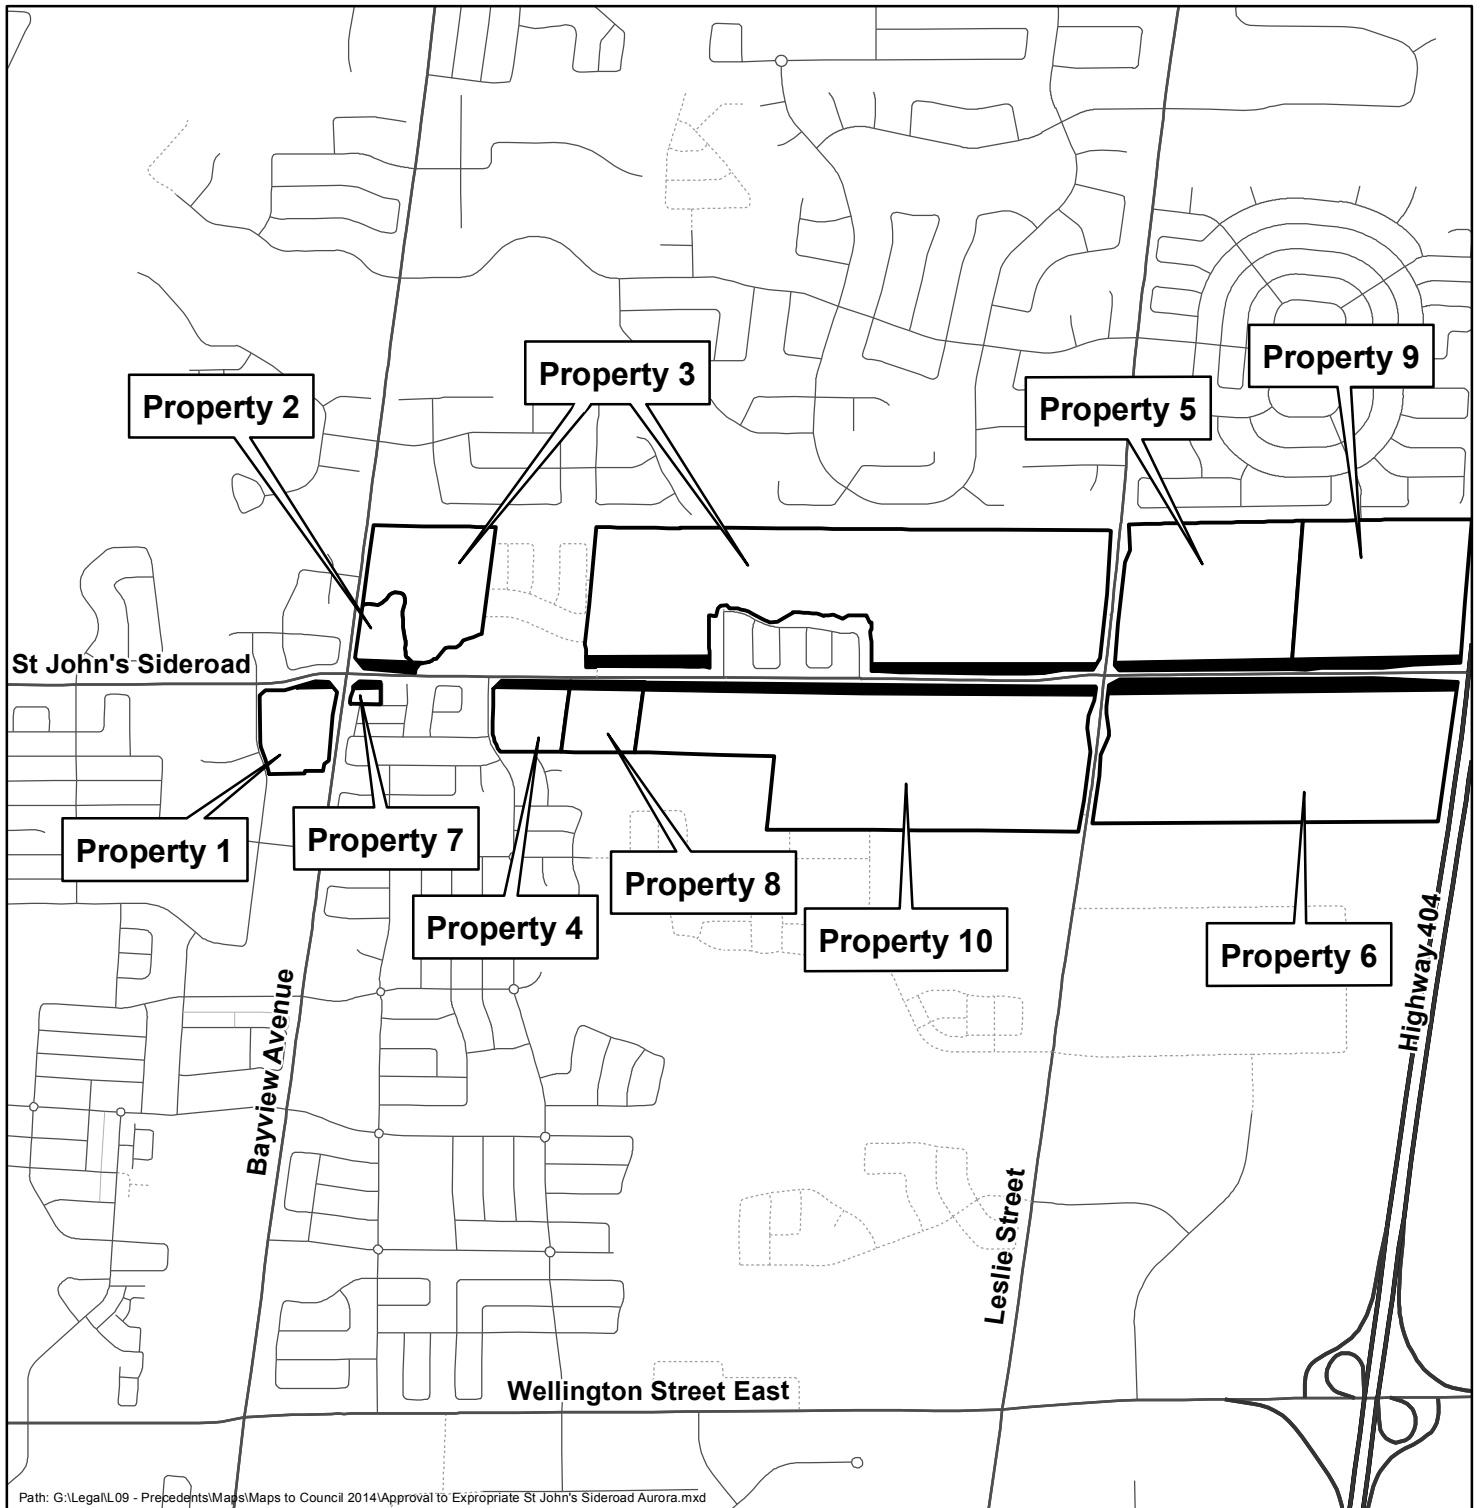 Property 9
Property 3
Property 2
Property 5
St John's Sideroad
Property 1
Property 7
Property 8
Property 4
Property 10
Property 6
Highway 404
Bayview Avenue
Leslie Street
Wellington Street East
Path: G:\Legal\L09 - Precedents\Maps\Maps to Council 2014\Approval to Expropriate St John's Sideroad Aurora.mxd